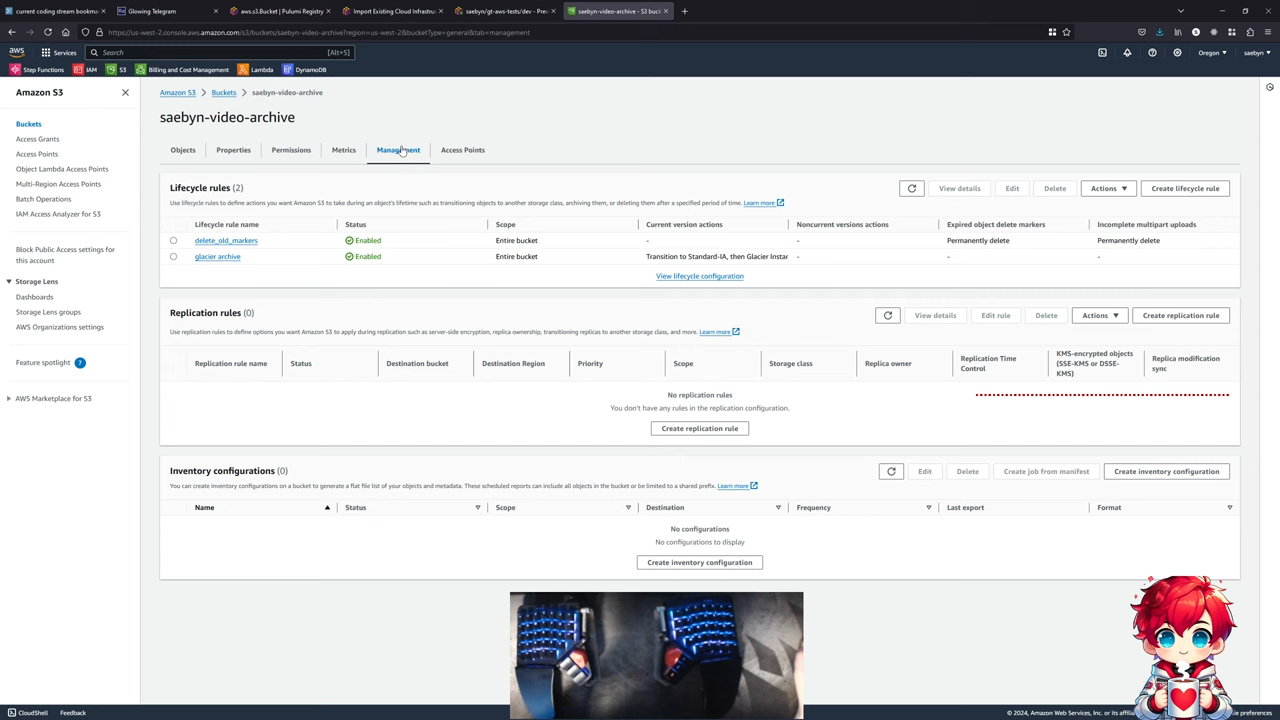 current coding stream bookmar
Glowing Telegram
aws.s3.Bucket | Pulumi Registry
Import Existing Cloud Infrastruc
saebyn/gt-aws-tests/dev - Pre
saebyn-video-archive - S3 buc
https://us-west-2.console.aws.amazon.com/s3/buckets/saebyn-video-archive?region=us-west-2&bucketType=general&tab=management
aws
Services
Search
[Alt+S]
Oregon
saebyn
Step Functions
IAM
S3
Billing and Cost Management
Lambda
DynamoDB
Amazon S3
Buckets
Access Grants
Access Points
Object Lambda Access Points
Multi-Region Access Points
Batch Operations
IAM Access Analyzer for S3
Block Public Access settings for
this account
Storage Lens
Dashboards
Storage Lens groups
AWS Organizations settings
Feature spotlight 7
AWS Marketplace for S3
Amazon S3 > Buckets > saebyn-video-archive
saebyn-video-archive
Objects
Properties
Permissions
Metrics
Management
Access Points
Lifecycle rules (2)
View details
Edit
Delete
Actions
Create lifecycle rule
Use lifecycle rules to define actions you want Amazon S3 to take during an object's lifetime such as transitioning objects to another storage class, archiving them, or deleting them after a specified period of time. Learn more
Lifecycle rule name
Status
Scope
Current version actions
Noncurrent versions actions
Expired object delete markers
Incomplete multipart uploads
delete_old_markers
Enabled
Entire bucket
-
-
Permanently delete
Permanently delete
glacier archive
Enabled
Entire bucket
Transition to Standard-IA, then Glacier Instar
-
-
-
View lifecycle configuration
Replication rules (0)
View details
Edit rule
Delete
Actions
Create replication rule
Use replication rules to define options you want Amazon S3 to apply during replication such as server-side encryption, replica ownership, transitioning replicas to another storage class, and more. Learn more
Replication rule name
Status
Destination bucket
Destination Region
Priority
Scope
Storage class
Replica owner
Replication Time
Control
KMS-encrypted objects
(SSE-KMS or DSSE-
KMS)
Replica modification
sync
No replication rules
You don't have any rules in the replication configuration.
Create replication rule
Inventory configurations (0)
Edit
Delete
Create job from manifest
Create inventory configuration
You can create inventory configurations on a bucket to generate a flat file list of your objects and metadata. These scheduled reports can include all objects in the bucket or be limited to a shared prefix. Learn more
Name
Status
Scope
Destination
Frequency
Last export
Format
No configurations
No configurations to display
Create inventory configuration
CloudShell
Feedback
© 2024, Amazon Web Services, Inc. or its affili
preferences